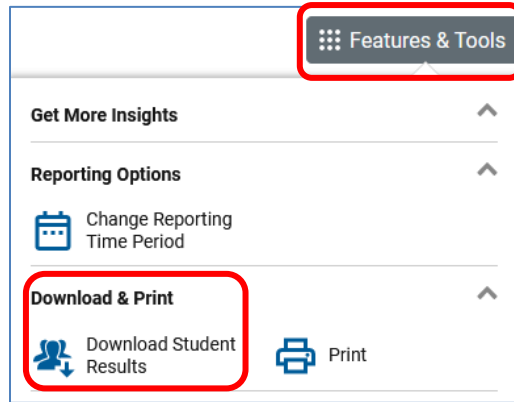 Features & Tools
Get More Insights
Reporting Options
Change Reporting
Time Period
Download & Print
Download Student
Results
Print